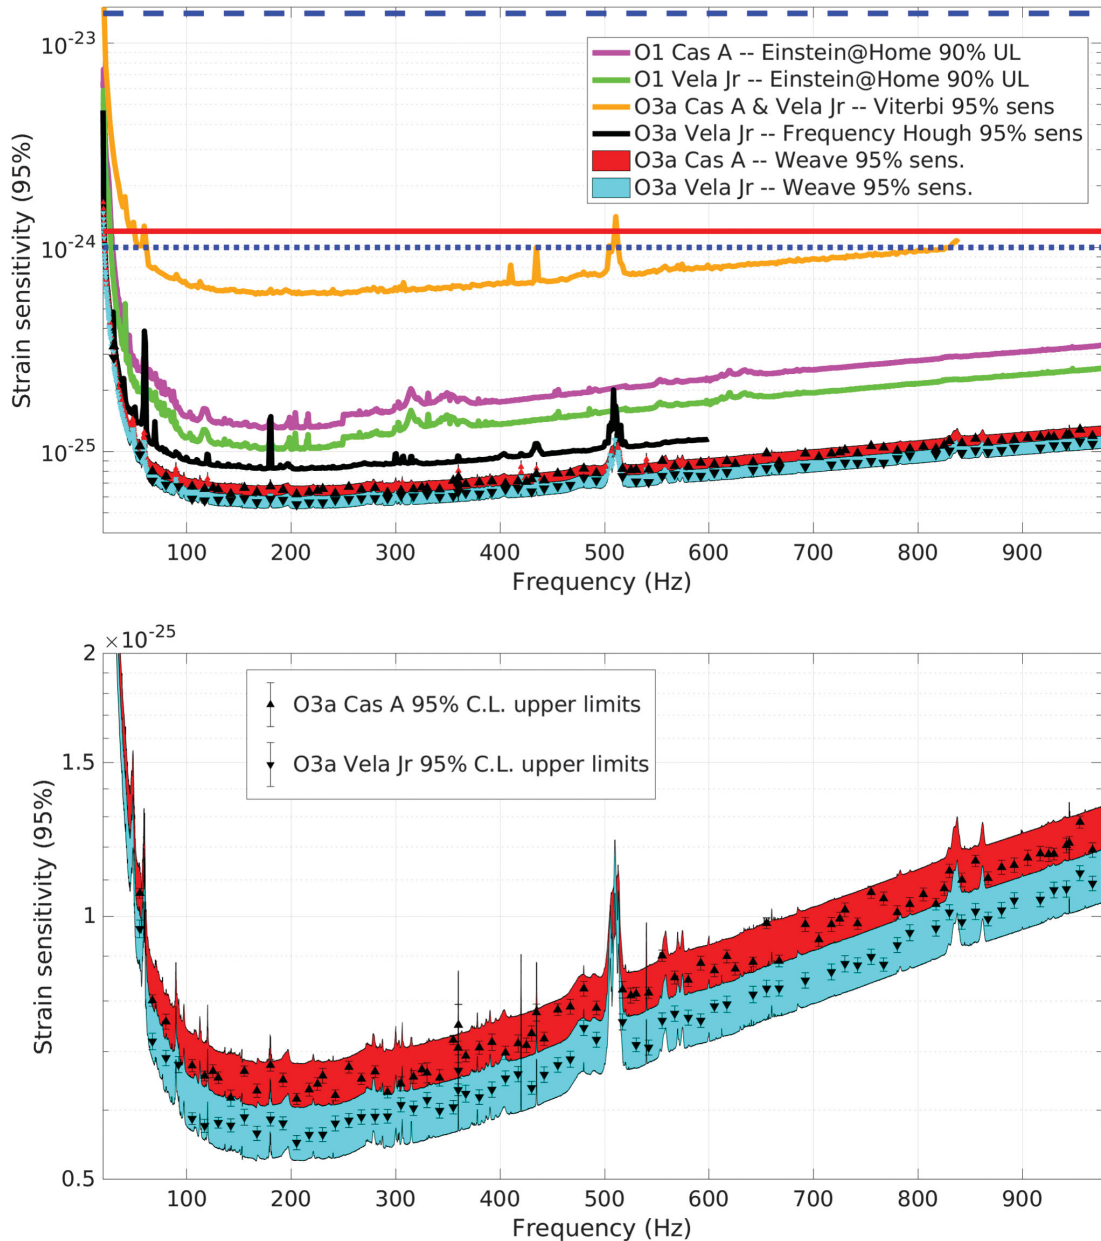 10-23
10-24
10-25
Strain sensitivity (95%)
O1 Cas A -- Einstein@Home 90% UL
O1 Vela Jr -- Einstein@Home 90% UL
O3a Cas A & Vela Jr -- Viterbi 95% sens
O3a Vela Jr -- Frequency Hough 95% sens
O3a Cas A -- Weave 95% sens.
O3a Vela Jr -- Weave 95% sens.
100 200 300 400 500 600 700 800 900
Frequency (Hz)
×10-25
2
1.5
1
0.5
Strain sensitivity (95%)
O3a Cas A 95% C.L. upper limits
O3a Vela Jr 95% C.L. upper limits
100 200 300 400 500 600 700 800 900
Frequency (Hz)